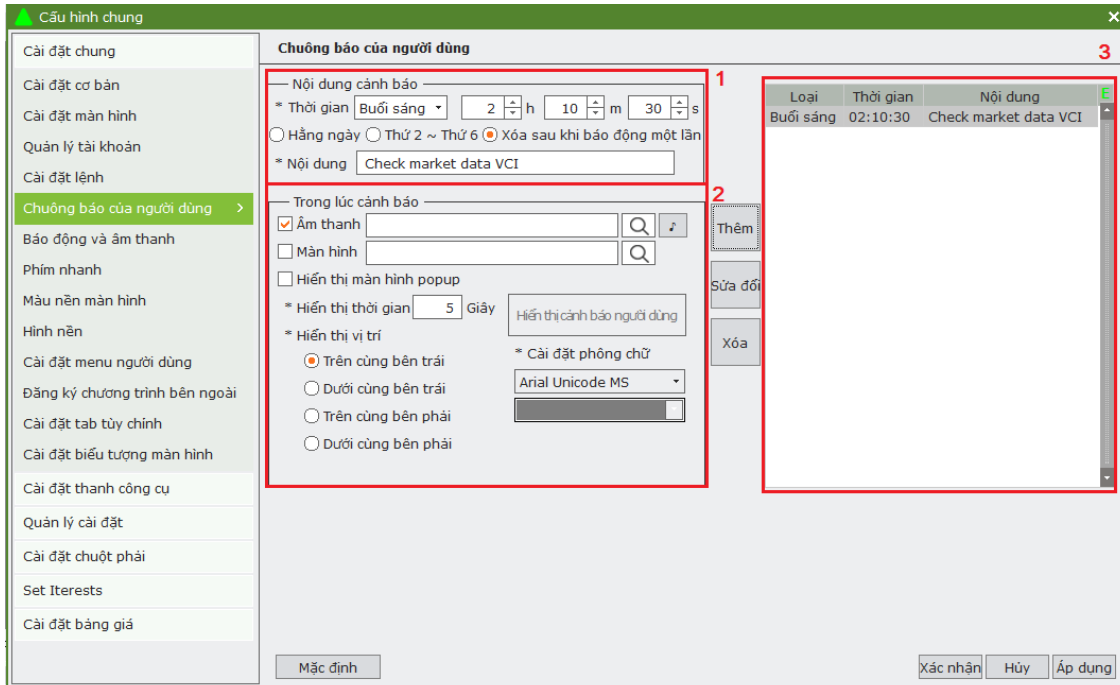 Cấu hình chung
Cài đặt chung
Cài đặt cơ bản
Cài đặt màn hình
Quản lý tài khoản
Cài đặt lệnh
Chuông báo của người dùng >
Báo động và âm thanh
Phím nhanh
Màu nền màn hình
Hình nền
Cài đặt menu người dùng
Đăng ký chương trình bên ngoài
Cài đặt tab tùy chính
Cài đặt biểu tượng màn hình
Cài đặt thanh công cụ
Quản lý cài đặt
Cài đặt chuột phải
Set Iterests
Cài đặt bảng giá
Chuông báo của người dùng
1
Nội dung cảnh báo
* Thời gian Buổi sáng 2 h 10 m 30 s
Hằng ngày Thứ 2 ~ Thứ 6 Xóa sau khi báo động một lần
* Nội dung Check market data VCI
2
Trong lúc cảnh báo
Âm thanh ♪
Màn hình
Hiển thị màn hình popup
* Hiển thị thời gian 5 Giây
Hiển thị cảnh báo người dùng
* Hiển thị vị trí
Trên cùng bên trái
Dưới cùng bên trái
Trên cùng bên phải
Dưới cùng bên phải
* Cài đặt phông chữ
Arial Unicode MS
Thêm
Sửa đổi
Xóa
3
Loại Thời gian Nội dung E
Buổi sáng 02:10:30 Check market data VCI
Mặc định
Xác nhận Hủy Áp dụng